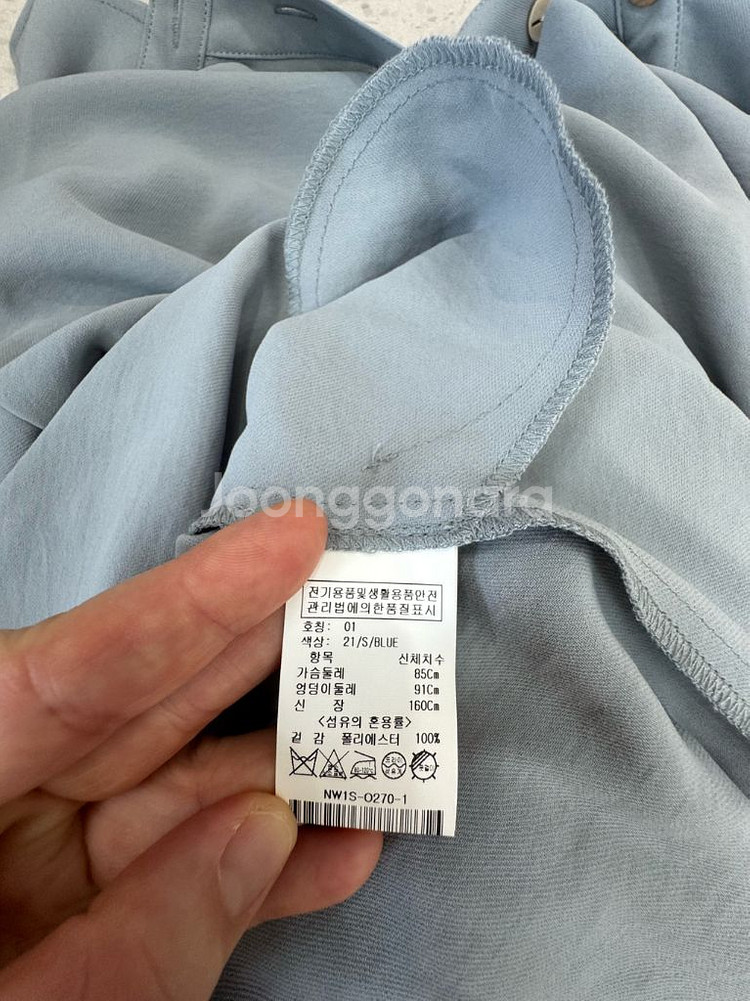 Joonggonara
전기용품및생활용품안전
관리법에의한품질표시
호칭: 01
색상: 21/S/BLUE
항목 신체치수
가슴둘레 85Cm
엉덩이둘레 91Cm
신 장 160Cm
<섬유의 혼용률>
겉 감 폴리에스터 100%
NW1S-O270-1